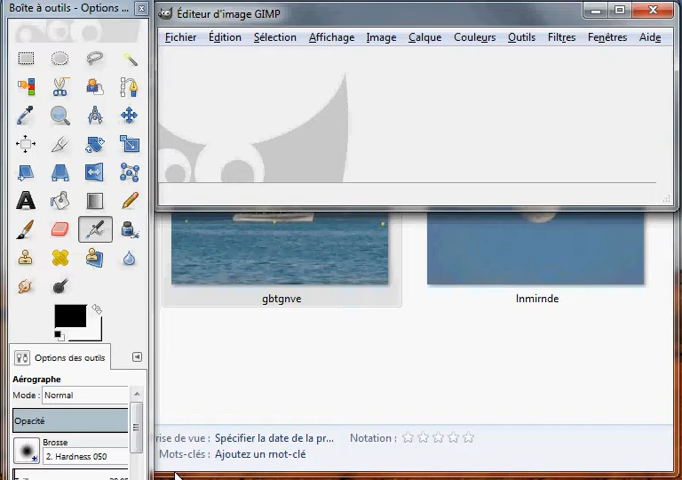 Boîte à outils - Options ...
Éditeur d'image GIMP
Fichier Édition Sélection Affichage Image Calque Couleurs Outils Filtres Fenêtres Aide
gbtgnve
lnmirnde
Options des outils
Aérographe
Mode : Normal
Opacité
Brosse
2. Hardness 050
rise de vue : Spécifier la date de la pr... Notation :
Mots-clés : Ajoutez un mot-clé